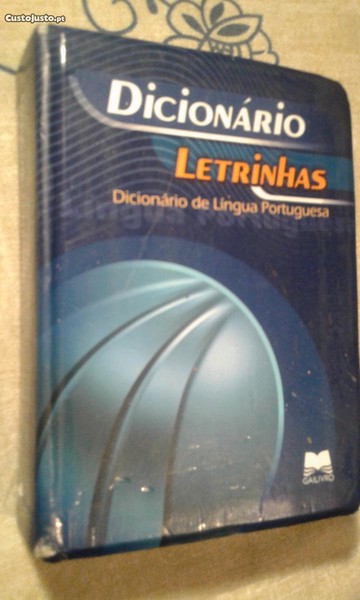 CustoJusto.pt
DICIONÁRIO
LETRINHAS
Dicionário de Língua Portuguesa
GAILIVRO